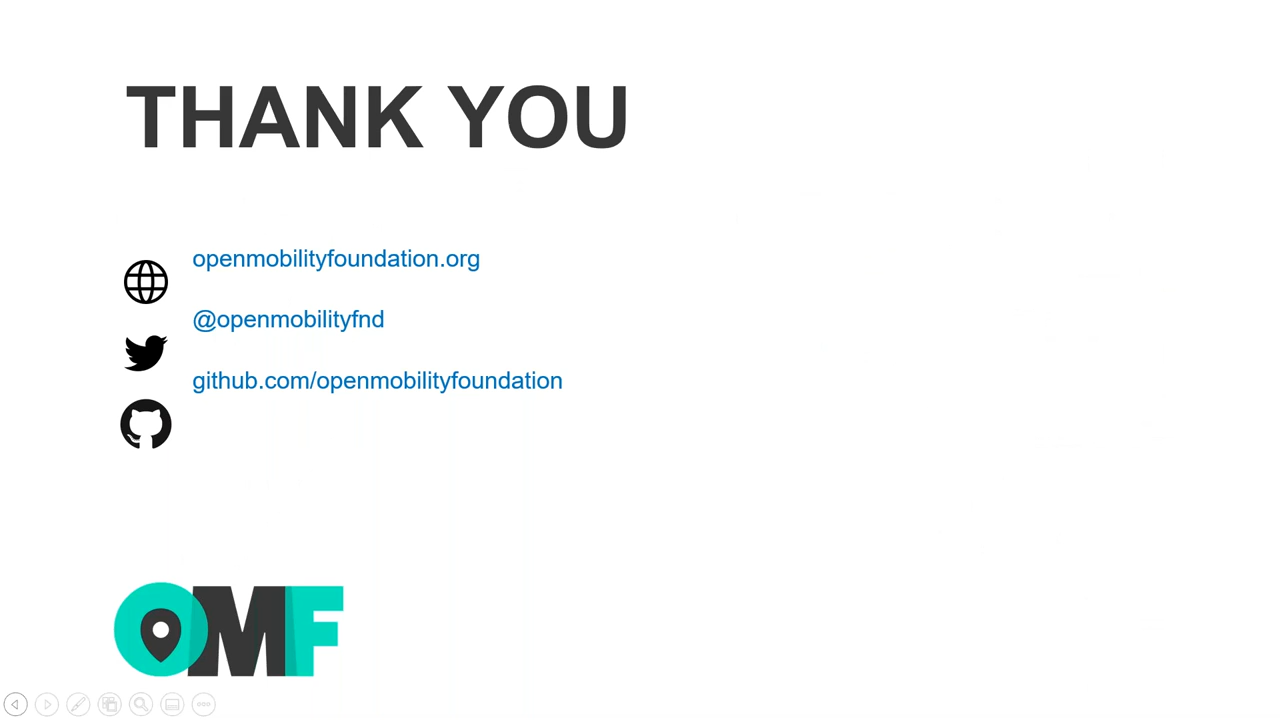 THANK YOU
openmobilityfoundation.org
@openmobilityfnd
github.com/openmobilityfoundation
OMF